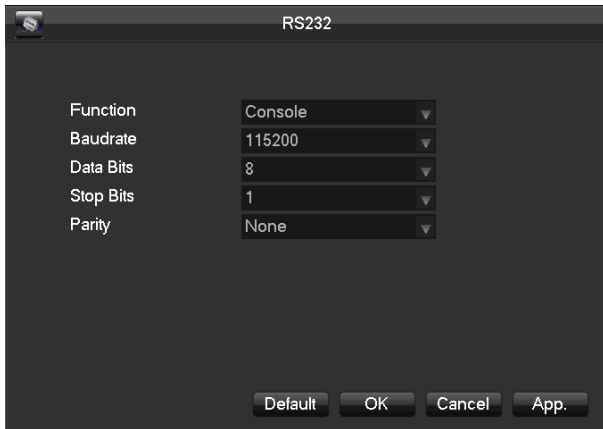 RS232
Function Console
Baudrate 115200
Data Bits 8
Stop Bits 1
Parity None
Default OK Cancel App.